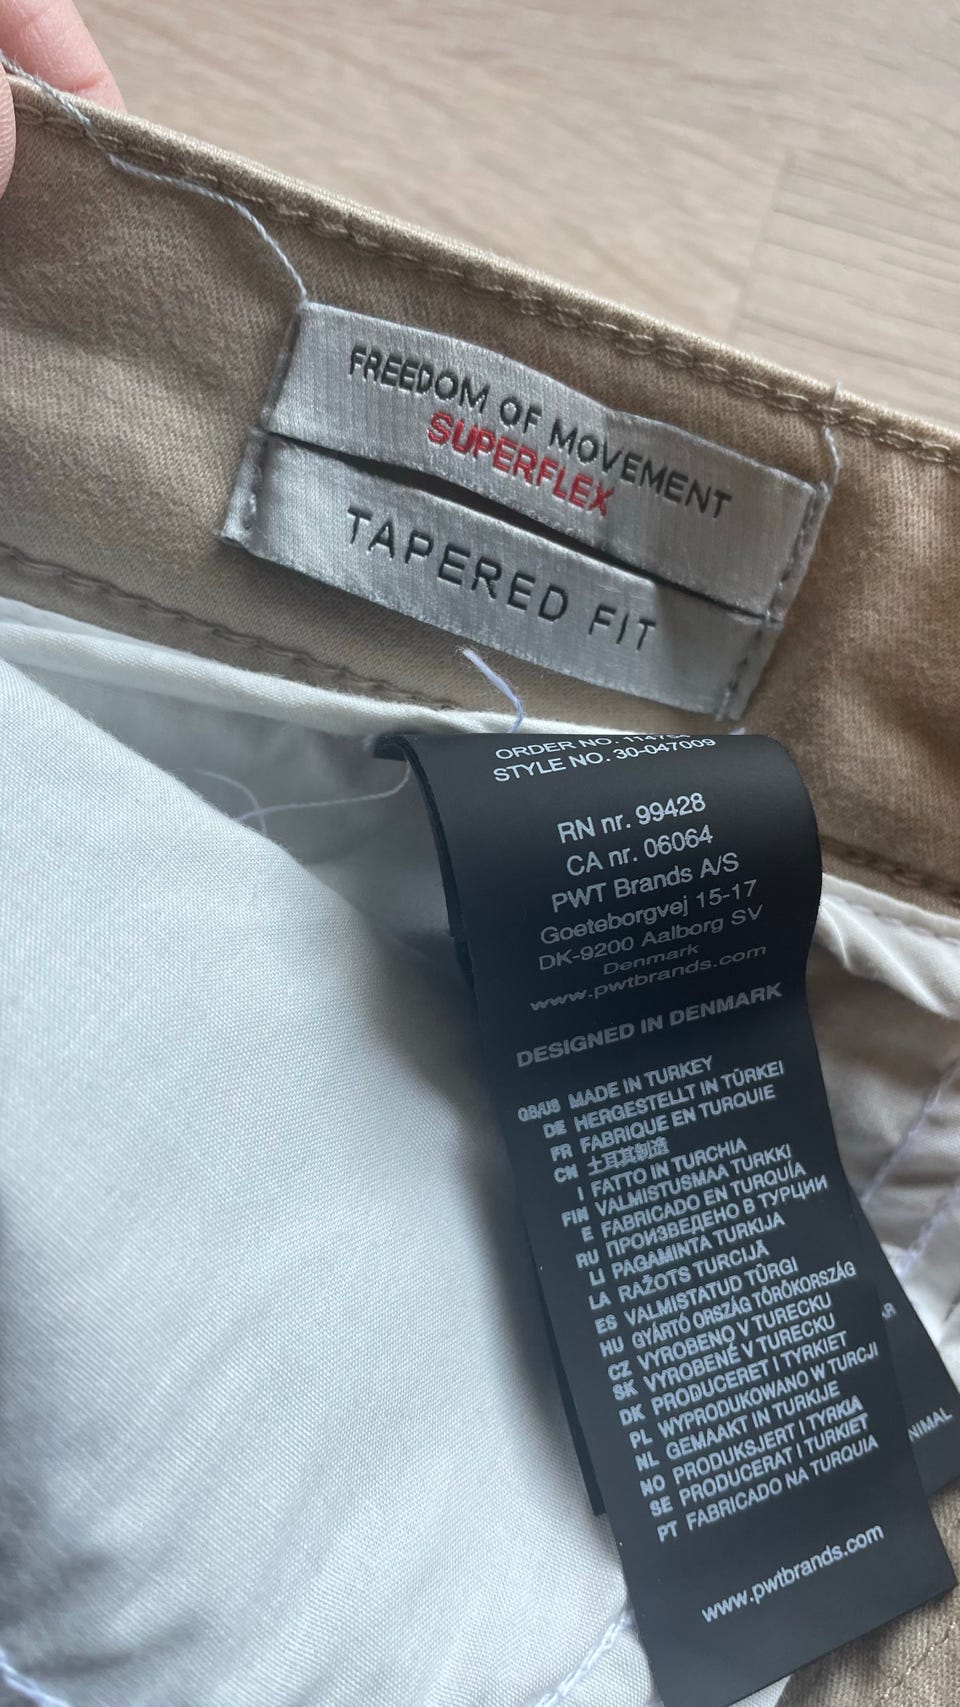 FREEDOM OF MOVEMENT
SUPERFLEX
TAPERED FIT
ORDER NO.
STYLE NO. 30-047009
RN nr. 99428
CA nr. 06064
PWT Brands A/S
Goeteborgvej 15-17
DK-9200 Aalborg SV
Denmark
www.pwtbrands.com
DESIGNED IN DENMARK
GB/US MADE IN TURKEY
DE HERGESTELLT IN TÜRKEI
FR FABRIQUE EN TURQUIE
CN 土耳其制造
I FATTO IN TURCHIA
FIN VALMISTUSMAA TURKKI
E FABRICADO EN TURQUÍA
RU ПРОИЗВЕДЕНО В ТУРЦИИ
LI PAGAMINTA TURKIJA
LA RAŽOTS TURCIJĀ
ES VALMISTATUD TÜRGI
HU GYÁRTÓ ORSZÁG TÖRÖKORSZÁG
CZ VYROBENO V TURECKU
SK VYROBENÉ V TURECKU
DK PRODUCERET I TYRKIET
PL WYPRODUKOWANO W TURCJI
NL GEMAAKT IN TURKIJE
NO PRODUKSJERT I TYRKIA
SE PRODUCERAT I TURKIET
PT FABRICADO NA TURQUIA
www.pwtbrands.com